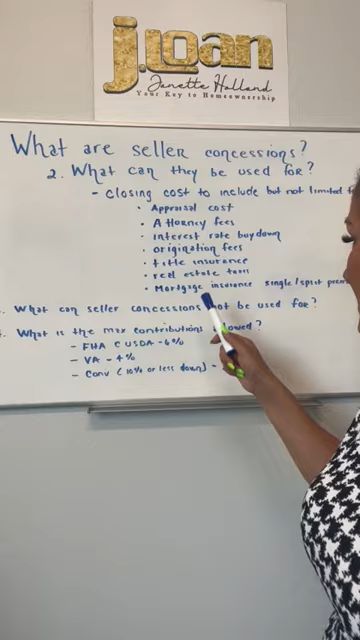 j.loan
Janette Holland
Your Key to Homeownership
What are seller concessions?
2. What can they be used for?
- Closing cost to include but not limited t
• Appraisal cost
• Attorney fees
• Interest rate buydown
• origination fees
• title insurance
• real estate taxes
• Mortgage insurance single/split prem
. What can seller concessions not be used for?
. What is the max contributions allowed?
- FHA & USDA - 6%
- VA - 4%
- Conv (10% or less down) -